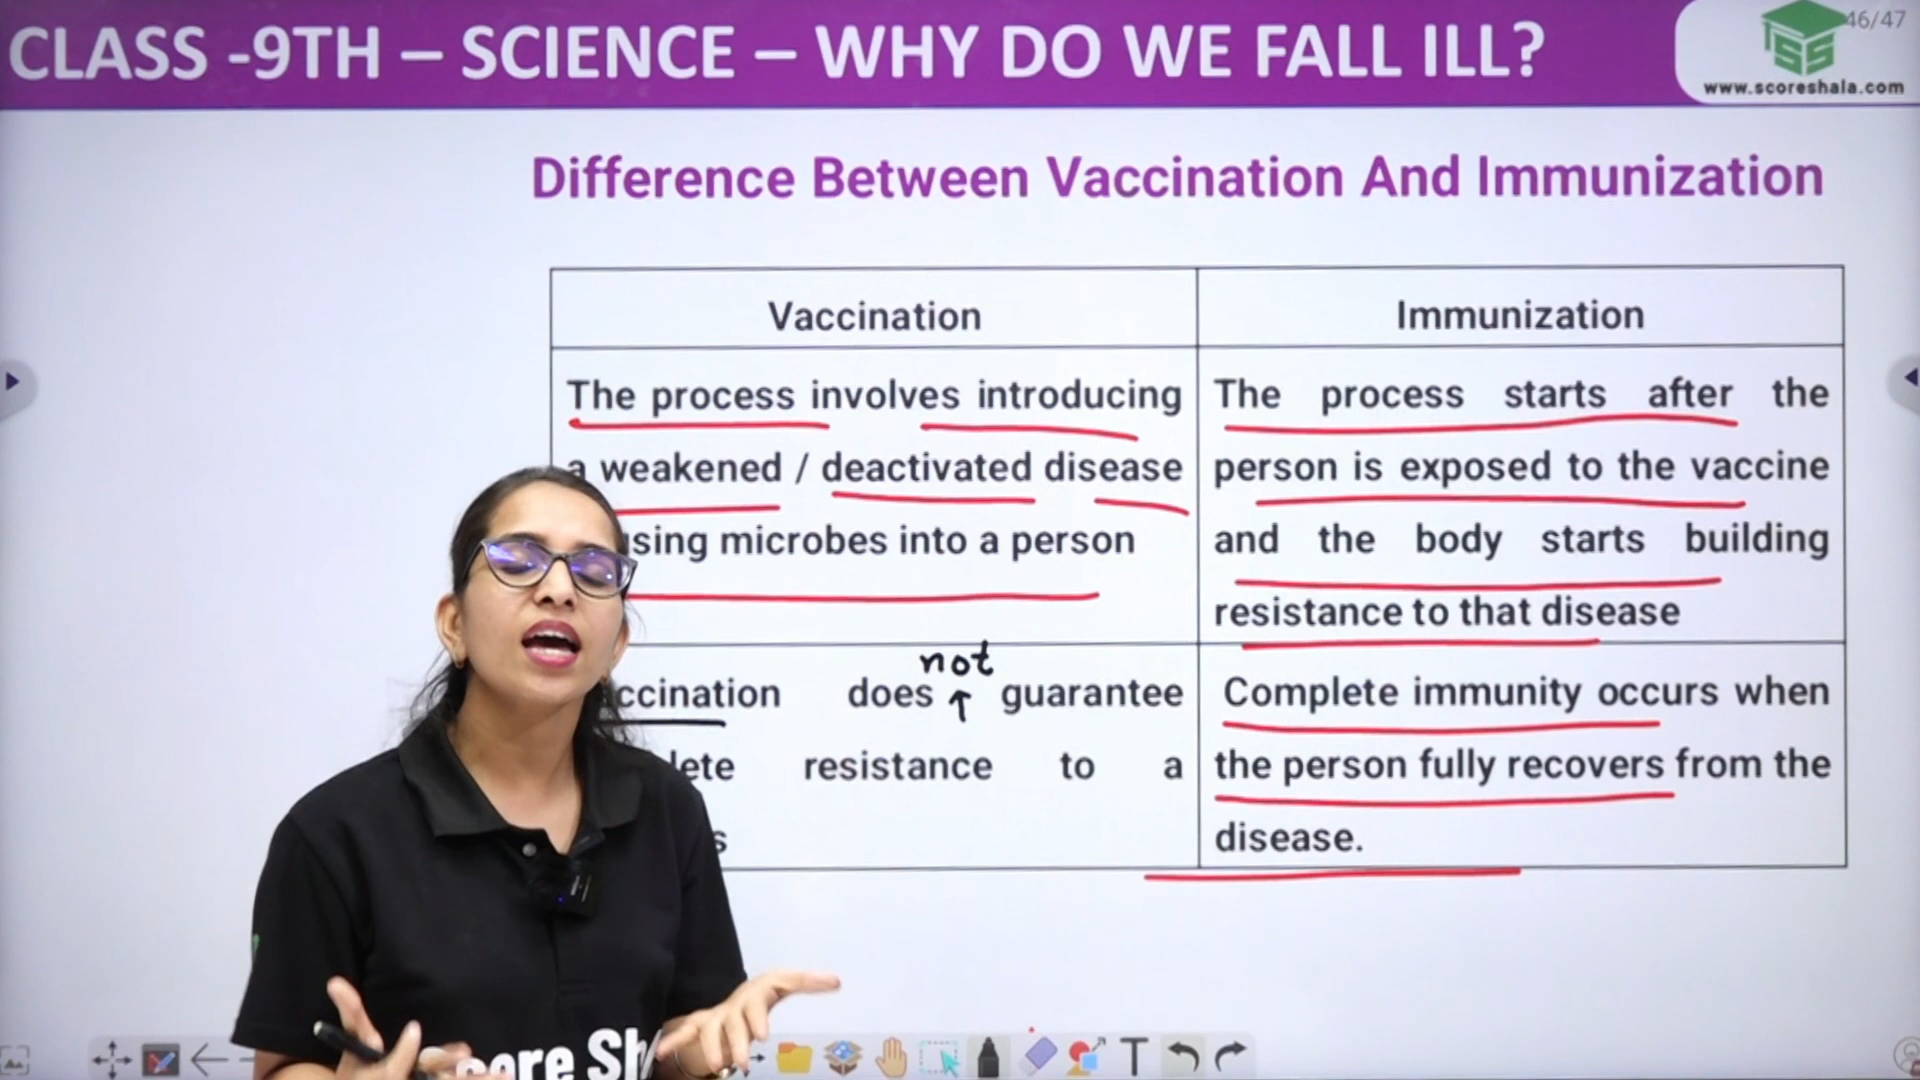 CLASS -9TH – SCIENCE – WHY DO WE FALL ILL?
46/47
SS
www.scoreshala.com
Difference Between Vaccination And Immunization
Vaccination
The process involves introducing
a weakened / deactivated disease
sing microbes into a person
not
ccination does ↑ guarantee
lete resistance to a
s
Immunization
The process starts after the
person is exposed to the vaccine
and the body starts building
resistance to that disease
Complete immunity occurs when
the person fully recovers from the
disease.
core Sh
T